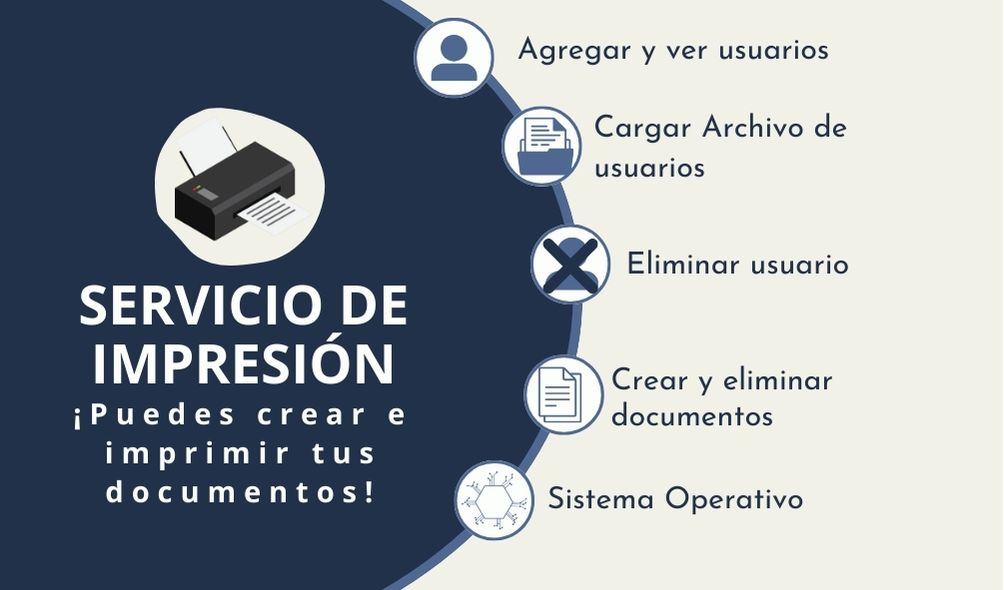 SERVICIO DE
IMPRESIÓN
¡Puedes crear e
imprimir tus
documentos!
Agregar y ver usuarios
Cargar Archivo de
usuarios
Eliminar usuario
Crear y eliminar
documentos
Sistema Operativo